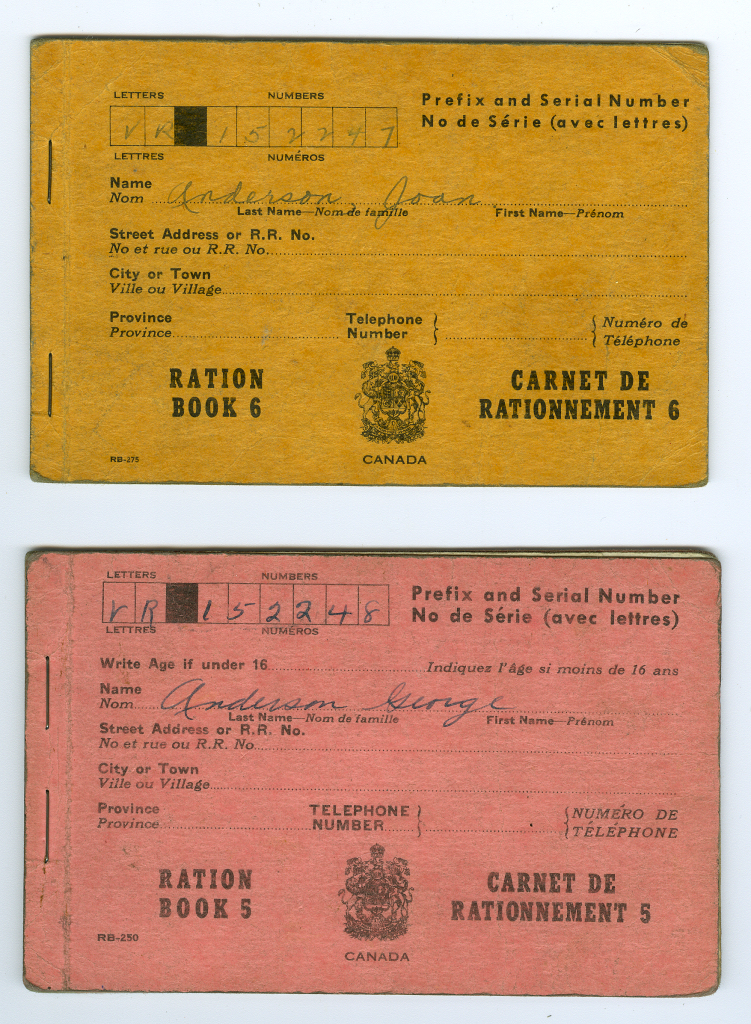 LETTERS NUMBERS
V R 1 5 2 2 4 7
LETTRES NUMÉROS
Prefix and Serial Number
No de Série (avec lettres)
Name
Nom Anderson, Joan
Last Name—Nom de famille First Name—Prénom
Street Address or R.R. No.
No et rue ou R.R. No.
City or Town
Ville ou Village
Province Telephone Numéro de
Province Number Téléphone
RATION CARNET DE
BOOK 6 RATIONNEMENT 6
RB-275 CANADA
LETTERS NUMBERS
V R 1 5 2 2 4 8
LETTRES NUMÉROS
Prefix and Serial Number
No de Série (avec lettres)
Write Age if under 16 Indiquez l'âge si moins de 16 ans
Name
Nom Anderson George
Last Name—Nom de famille First Name—Prénom
Street Address or R.R. No.
No et rue ou R.R. No.
City or Town
Ville ou Village
Province TELEPHONE NUMÉRO DE
Province NUMBER TÉLÉPHONE
RATION CARNET DE
BOOK 5 RATIONNEMENT 5
RB-250
CANADA